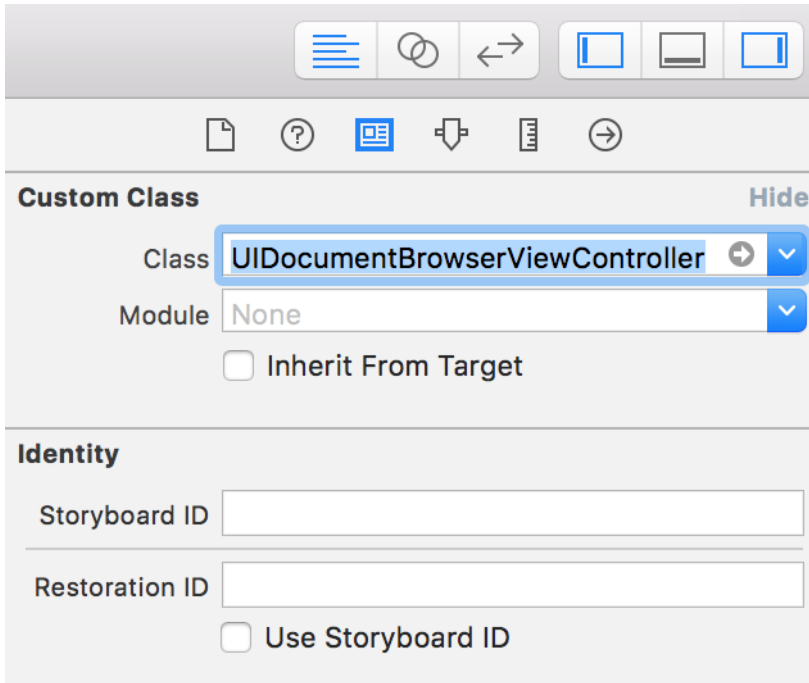 Custom Class Hide
Class UIDocumentBrowserViewController
Module None
Inherit From Target
Identity
Storyboard ID
Restoration ID
Use Storyboard ID